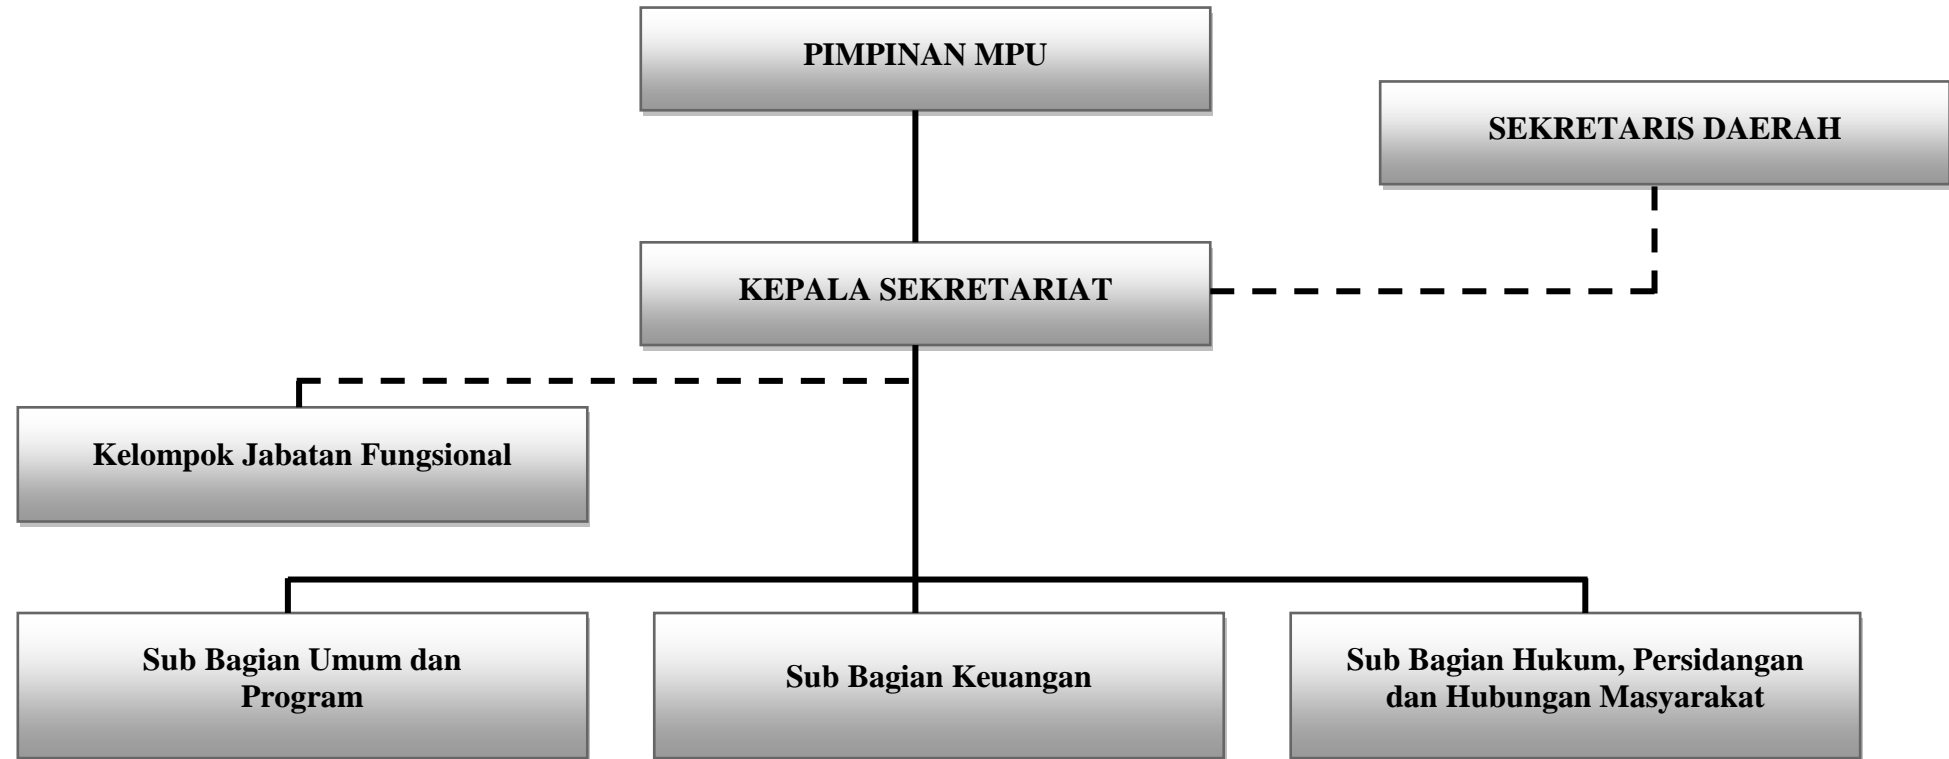 PIMPINAN MPU
SEKRETARIS DAERAH
KEPALA SEKRETARIAT
Kelompok Jabatan Fungsional
Sub Bagian Umum dan
Program
Sub Bagian Keuangan
Sub Bagian Hukum, Persidangan
dan Hubungan Masyarakat